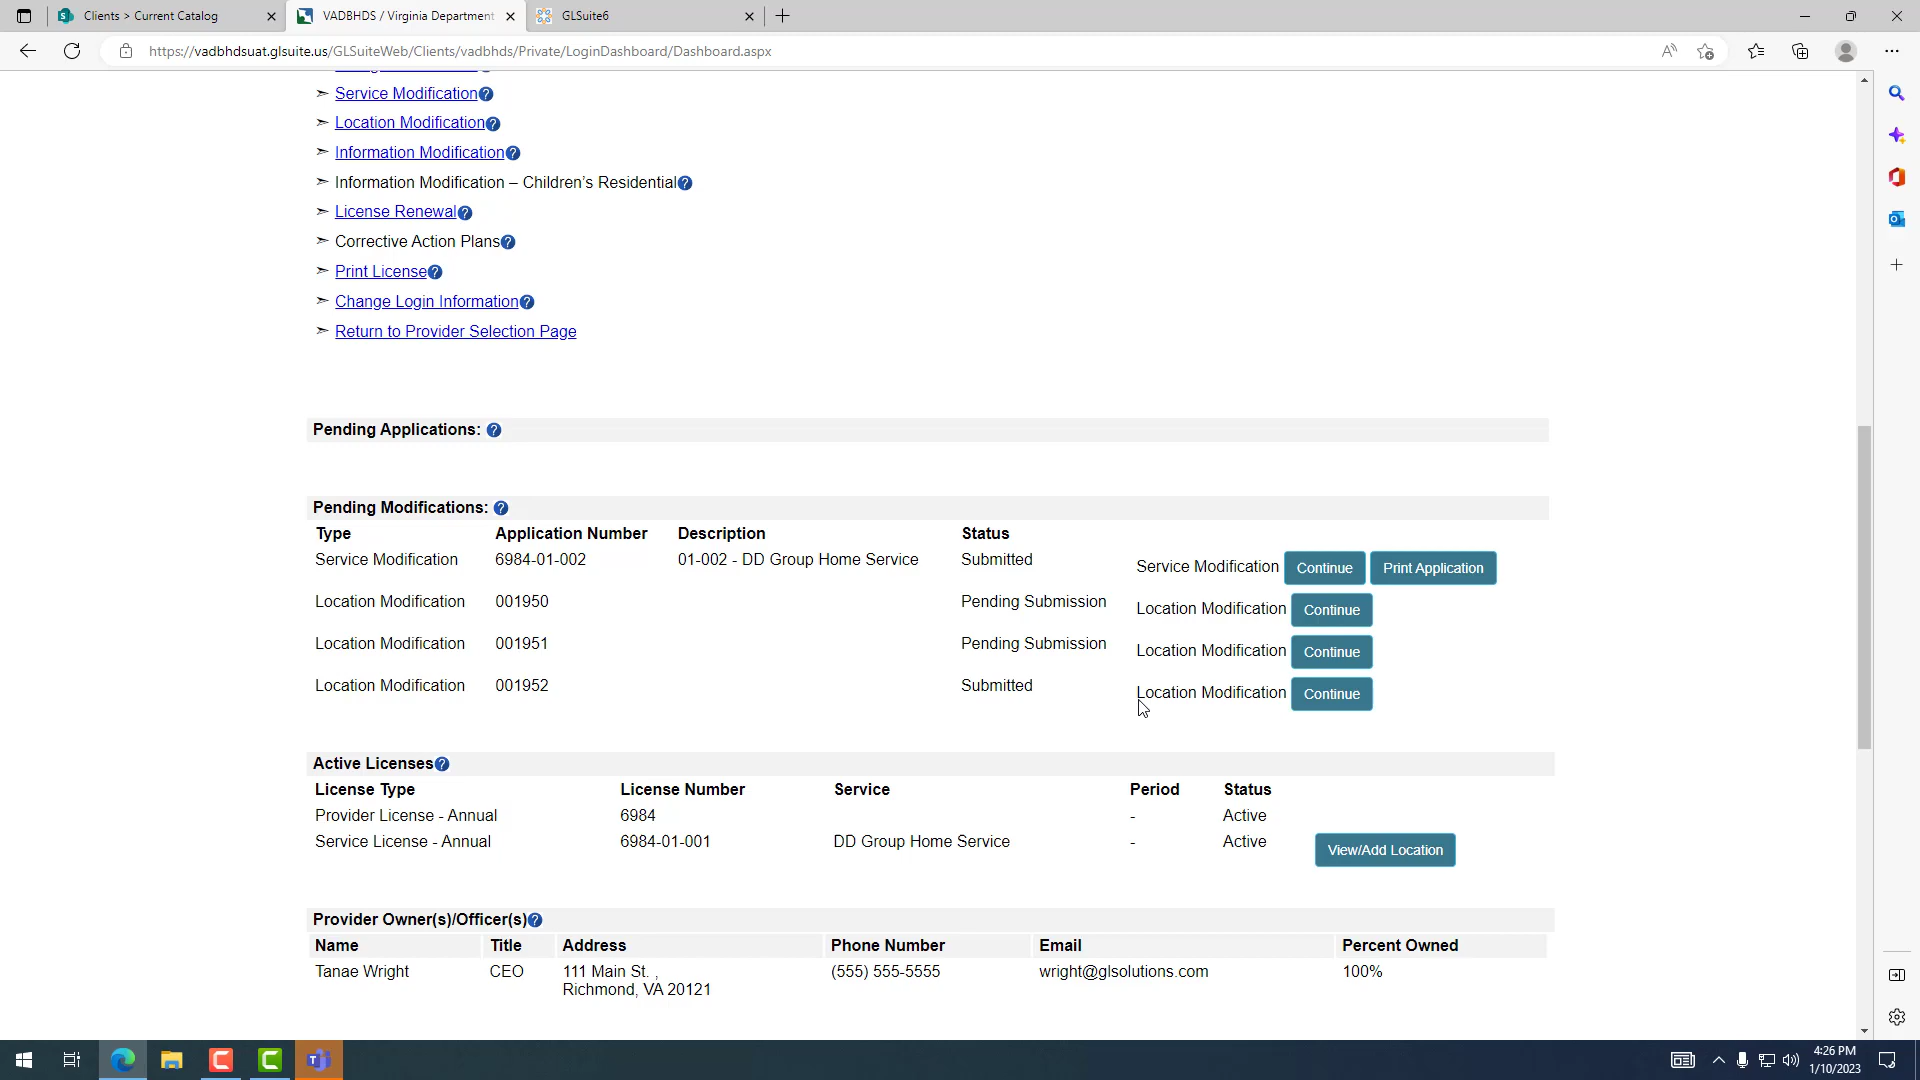 Clients > Current Catalog
VADBHDS / Virginia Department
GLSuite6
https://vadbhdsuat.glsuite.us/GLSuiteWeb/Clients/vadbhds/Private/LoginDashboard/Dashboard.aspx
Service Modification
Location Modification
Information Modification
Information Modification – Children's Residential
License Renewal
Corrective Action Plans
Print License
Change Login Information
Return to Provider Selection Page
Pending Applications:
Pending Modifications:
Type Application Number Description Status
Service Modification 6984-01-002 01-002 - DD Group Home Service Submitted Service Modification Continue Print Application
Location Modification 001950 Pending Submission Location Modification Continue
Location Modification 001951 Pending Submission Location Modification Continue
Location Modification 001952 Submitted Location Modification Continue
Active Licenses
License Type License Number Service Period Status
Provider License - Annual 6984 - Active
Service License - Annual 6984-01-001 DD Group Home Service - Active View/Add Location
Provider Owner(s)/Officer(s)
Name Title Address Phone Number Email Percent Owned
Tanae Wright CEO 111 Main St. , (555) 555-5555 wright@glsolutions.com 100%
Richmond, VA 20121
4:26 PM
1/10/2023